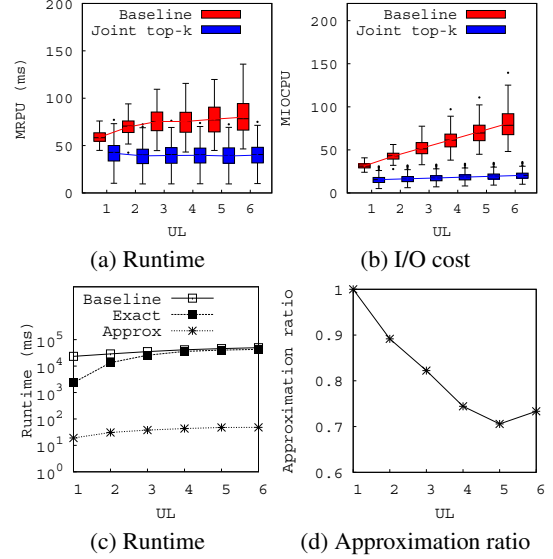 200
150
100
50
0
MRPU (ms)
Baseline
Joint top-k
1 2 3 4 5 6
UL
(a) Runtime
200
150
100
50
0
MIOCPU
Baseline
Joint top-k
1 2 3 4 5 6
UL
(b) I/O cost
Runtime (ms)
Baseline
Exact
Approx
10^5
10^4
10^3
10^2
10^1
10^0
1 2 3 4 5 6
UL
(c) Runtime
Approximation ratio
1
0.9
0.8
0.7
0.6
1 2 3 4 5 6
UL
(d) Approximation ratio